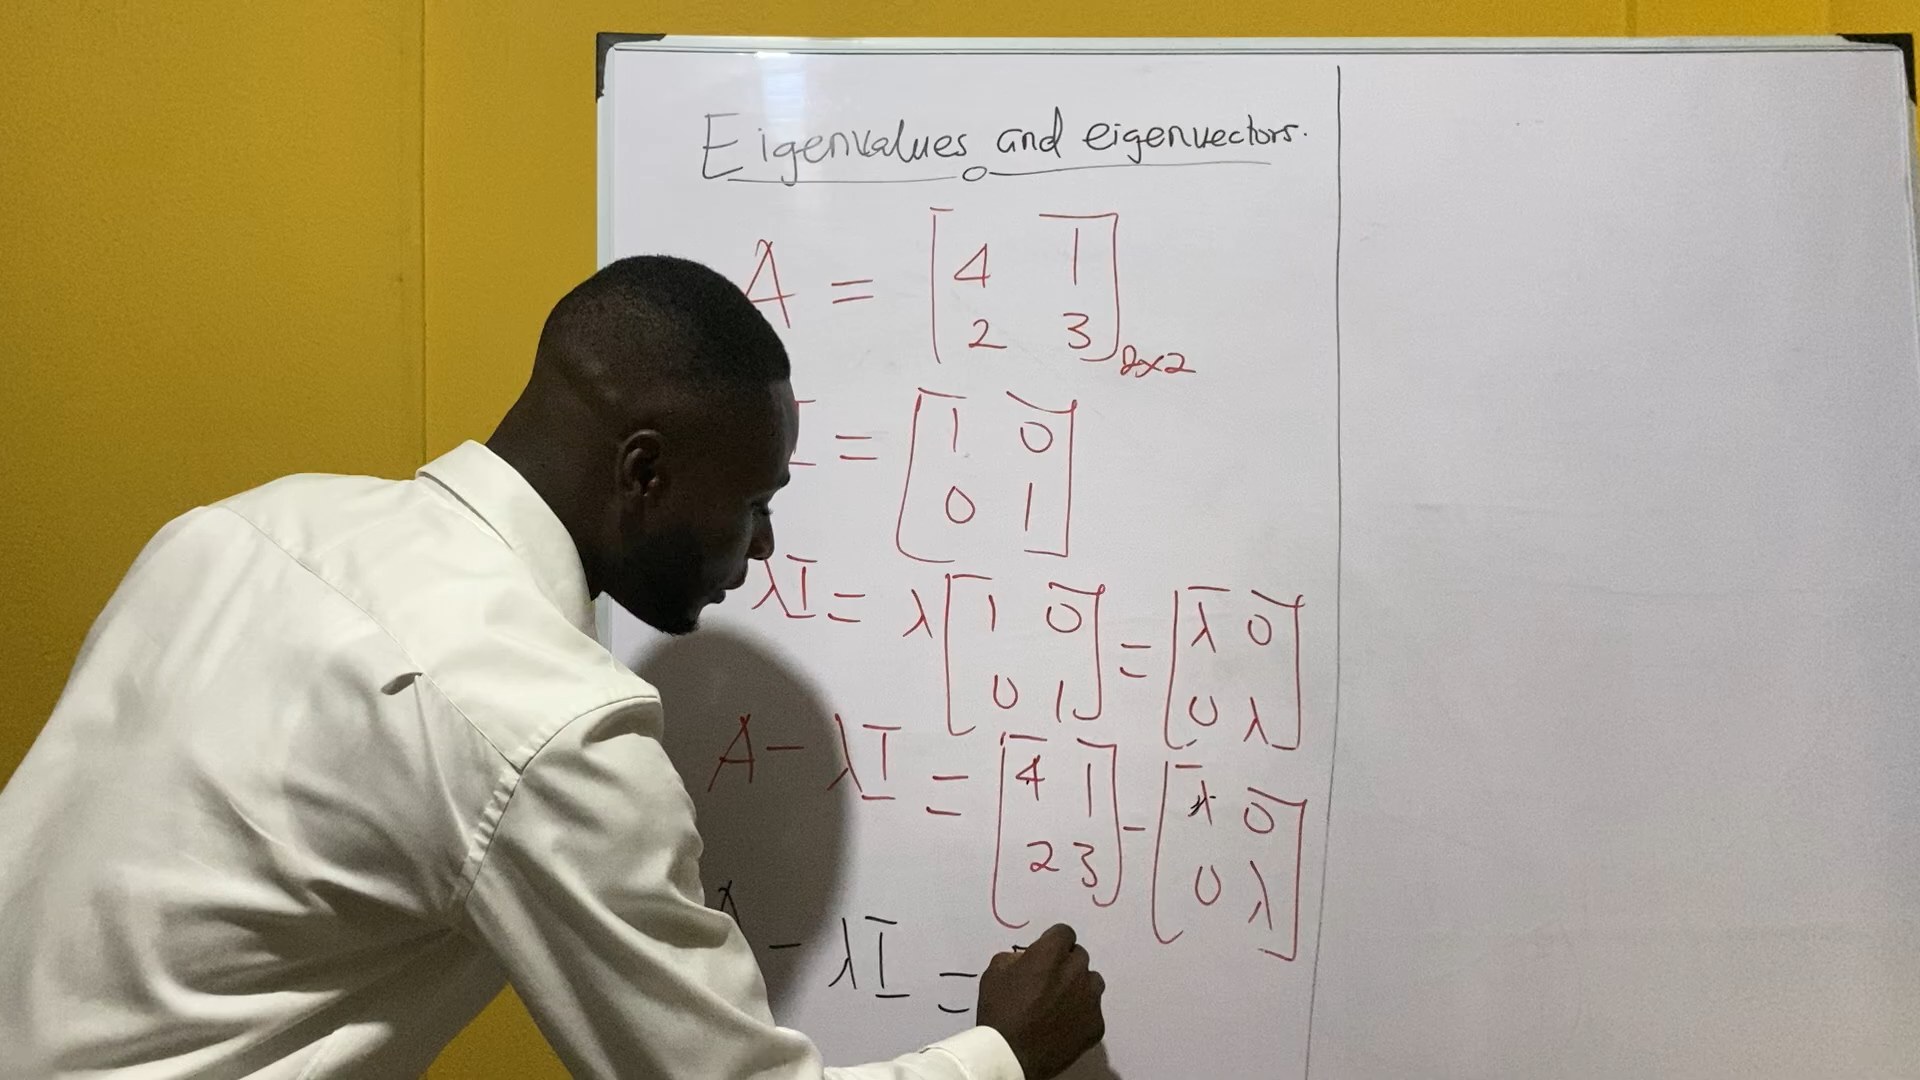 Eigenvalues and eigenvectors.
A = [4 1
2 3] 2x2
I = [1 0
0 1]
λI = λ[1 0 = [λ 0
0 1] 0 λ]
A - λI = [4 1 - [λ 0
2 3] 0 λ]
A - λI =